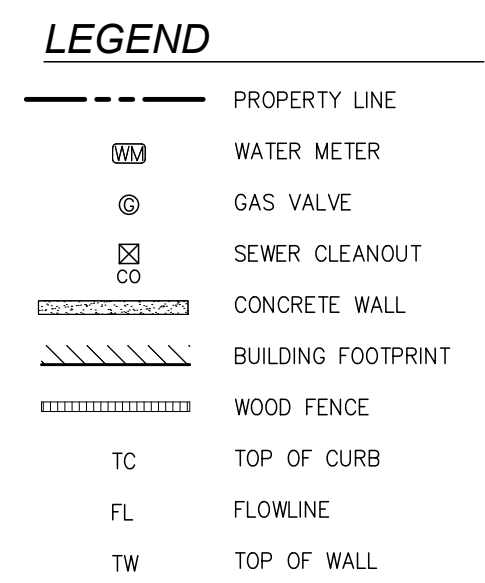 LEGEND
PROPERTY LINE
WM WATER METER
G GAS VALVE
SEWER CLEANOUT
CO
CONCRETE WALL
BUILDING FOOTPRINT
WOOD FENCE
TC TOP OF CURB
FL FLOWLINE
TW TOP OF WALL